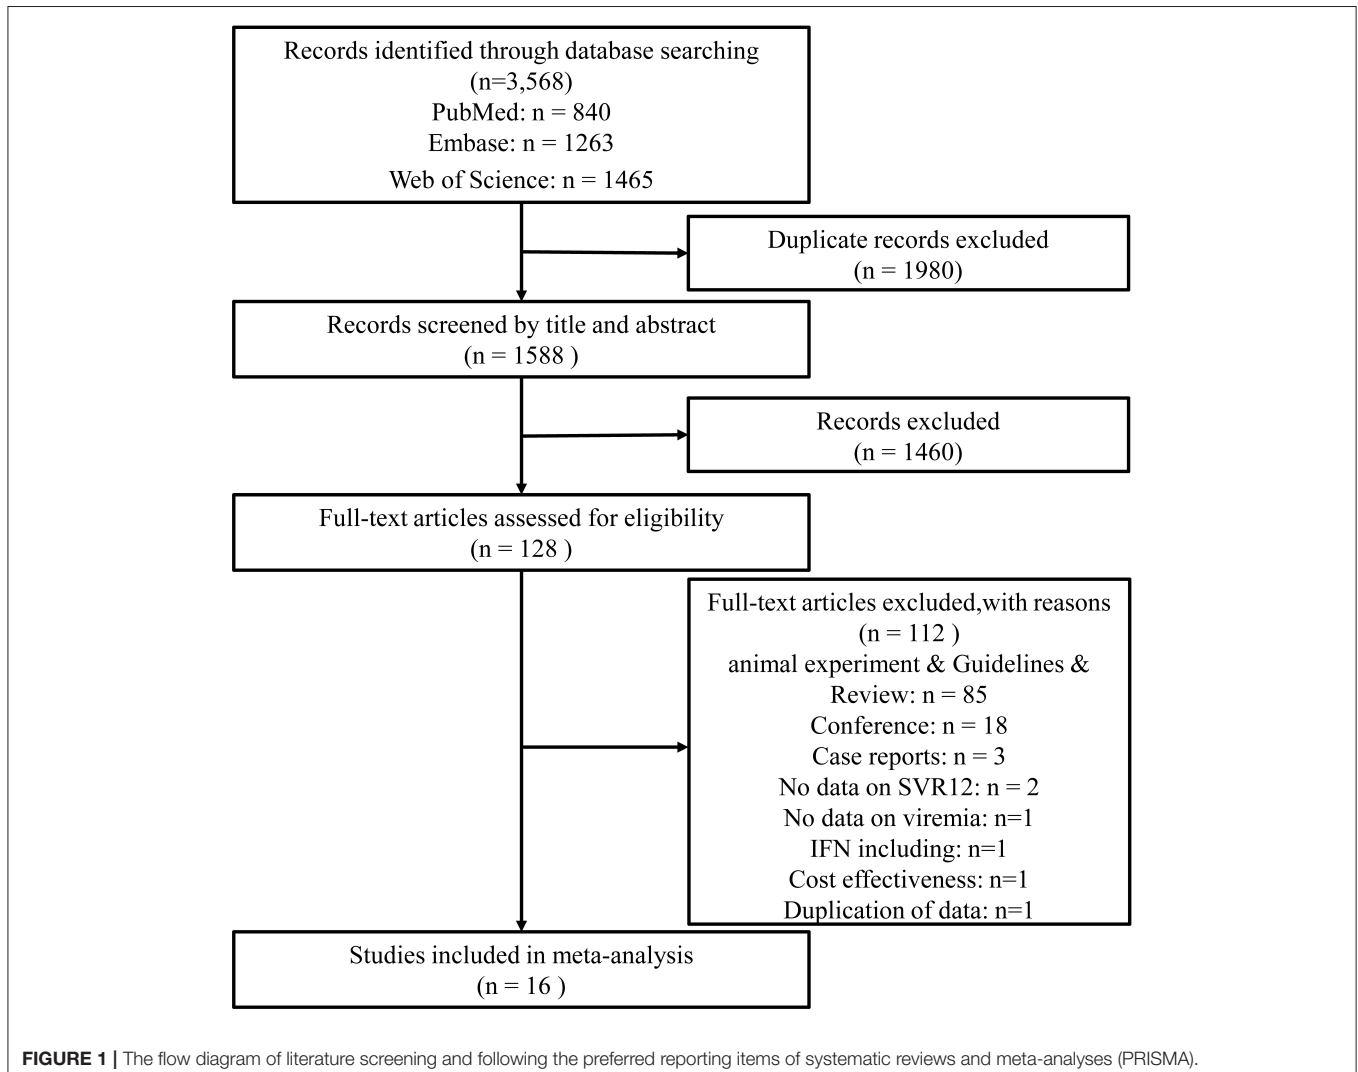 Records identified through database searching
(n=3,568)
PubMed: n = 840
Embase: n = 1263
Web of Science: n = 1465
Duplicate records excluded
(n = 1980)
Records screened by title and abstract
(n = 1588 )
Records excluded
(n = 1460)
Full-text articles assessed for eligibility
(n = 128 )
Full-text articles excluded,with reasons
(n = 112 )
animal experiment & Guidelines &
Review: n = 85
Conference: n = 18
Case reports: n = 3
No data on SVR12: n = 2
No data on viremia: n=1
IFN including: n=1
Cost effectiveness: n=1
Duplication of data: n=1
Studies included in meta-analysis
(n = 16 )
FIGURE 1 | The flow diagram of literature screening and following the preferred reporting items of systematic reviews and meta-analyses (PRISMA).